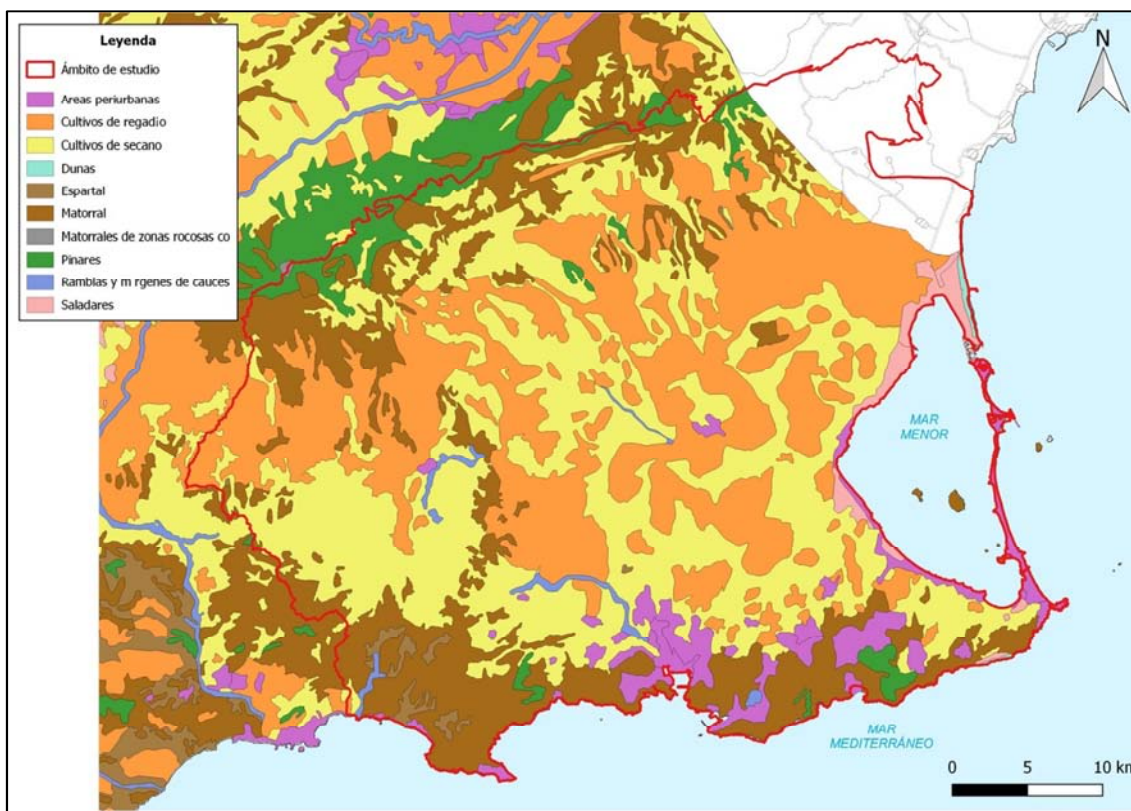 Leyenda
Ámbito de estudio
Areas periurbanas
Cultivos de regadio
Cultivos de secano
Dunas
Espartal
Matorral
Matorrales de zonas rocosas co
Pinares
Ramblas y m rgenes de cauces
Saladares
N
MAR
MENOR
MAR
MEDITERRÁNEO
0 5 10 km